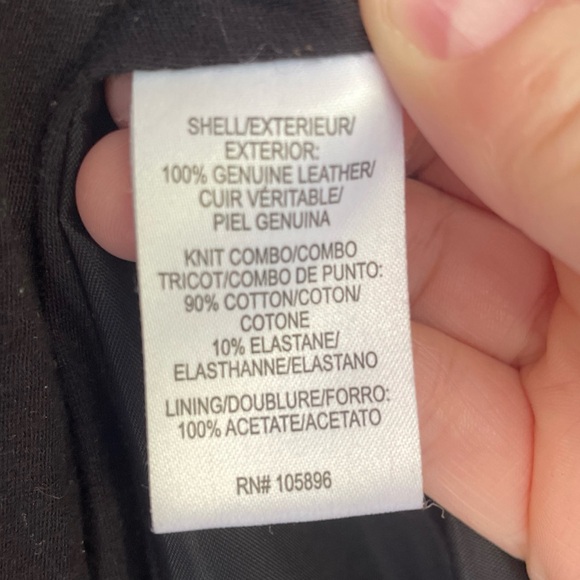 SHELL/EXTERIEUR/
EXTERIOR:
100% GENUINE LEATHER/
CUIR VÉRITABLE/
PIEL GENUINA
KNIT COMBO/COMBO
TRICOT/COMBO DE PUNTO:
90% COTTON/COTON/
COTONE
10% ELASTANE/
ELASTHANNE/ELASTANO
LINING/DOUBLURE/FORRO:
100% ACETATE/ACETATO
RN# 105896